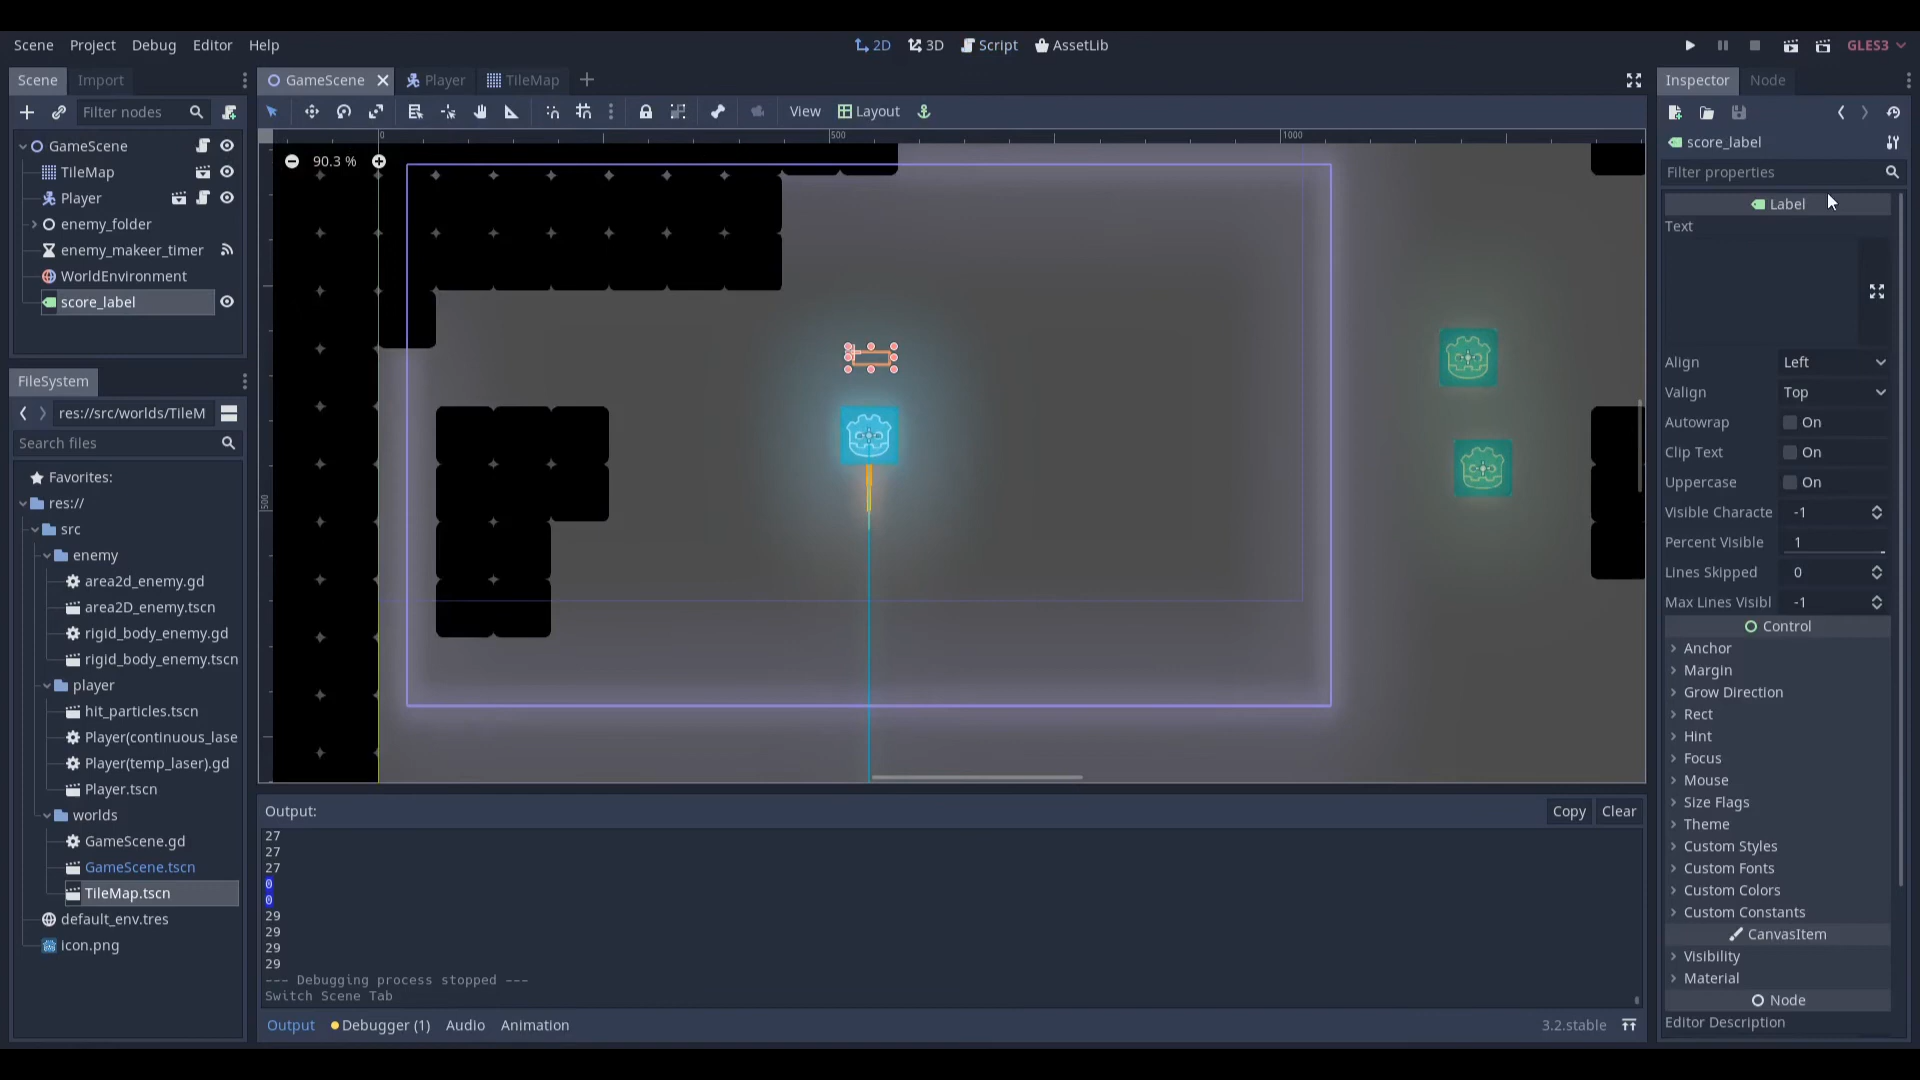 Scene Project Debug Editor Help
2D 3D Script AssetLib
GLES3
Scene Import
Filter nodes
GameScene
TileMap
Player
enemy_folder
enemy_makeer_timer
WorldEnvironment
score_label
FileSystem
res://src/worlds/TileM
Search files
Favorites:
res://
src
enemy
area2d_enemy.gd
area2D_enemy.tscn
rigid_body_enemy.gd
rigid_body_enemy.tscn
player
hit_particles.tscn
Player(continuous_lase
Player(temp_laser).gd
Player.tscn
worlds
GameScene.gd
GameScene.tscn
TileMap.tscn
default_env.tres
icon.png
GameScene Player TileMap
View Layout
0 500 1000
90.3 %
500
Output:
Copy Clear
27
27
27
0
0
29
29
29
29
--- Debugging process stopped ---
Switch Scene Tab
Output Debugger (1) Audio Animation
3.2.stable
Inspector Node
score_label
Filter properties
Label
Text
Align Left
Valign Top
Autowrap On
Clip Text On
Uppercase On
Visible Characte -1
Percent Visible 1
Lines Skipped 0
Max Lines Visibl -1
Control
Anchor
Margin
Grow Direction
Rect
Hint
Focus
Mouse
Size Flags
Theme
Custom Styles
Custom Fonts
Custom Colors
Custom Constants
CanvasItem
Visibility
Material
Node
Editor Description